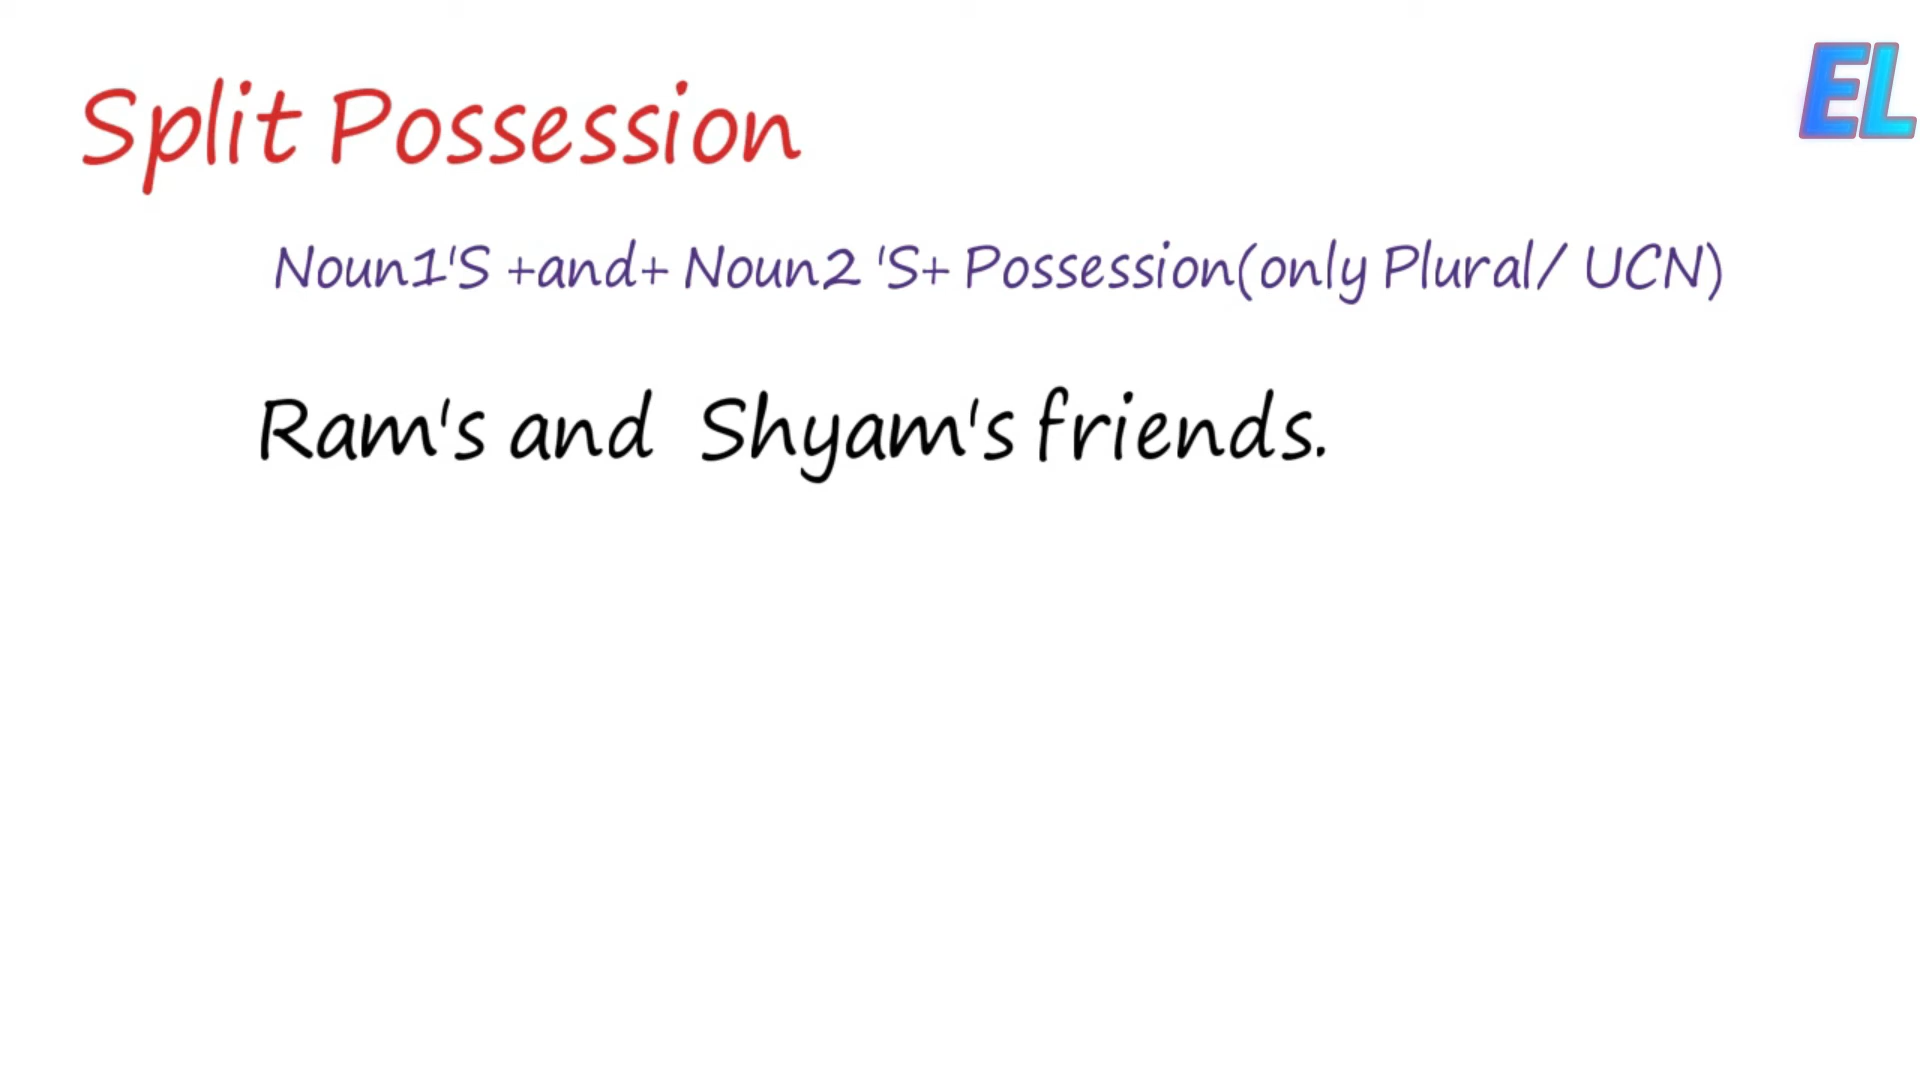 EL
Split Possession
Noun1'S +and+ Noun2 'S+ Possession(only Plural/ UCN)
Ram's and Shyam's friends.